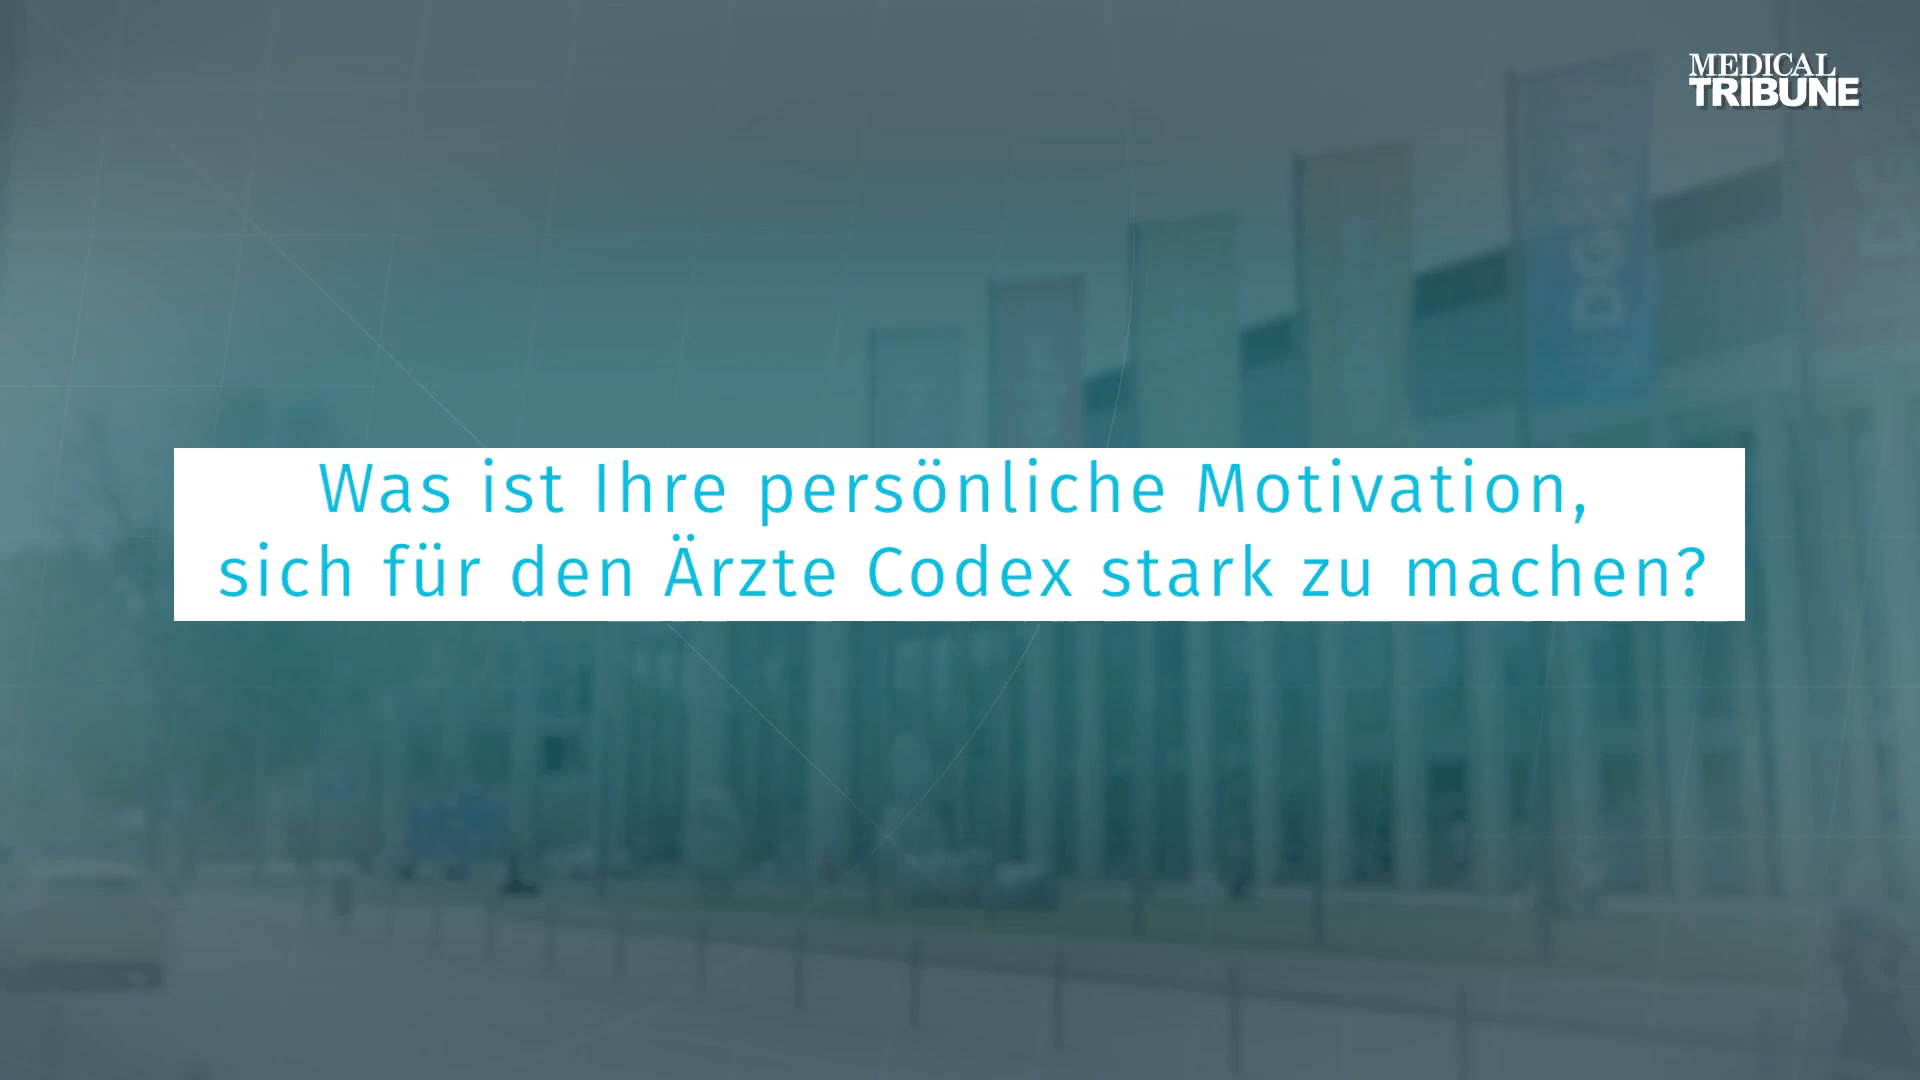 MEDICAL
TRIBUNE
Was ist Ihre persönliche Motivation,
sich für den Ärzte Codex stark zu machen?